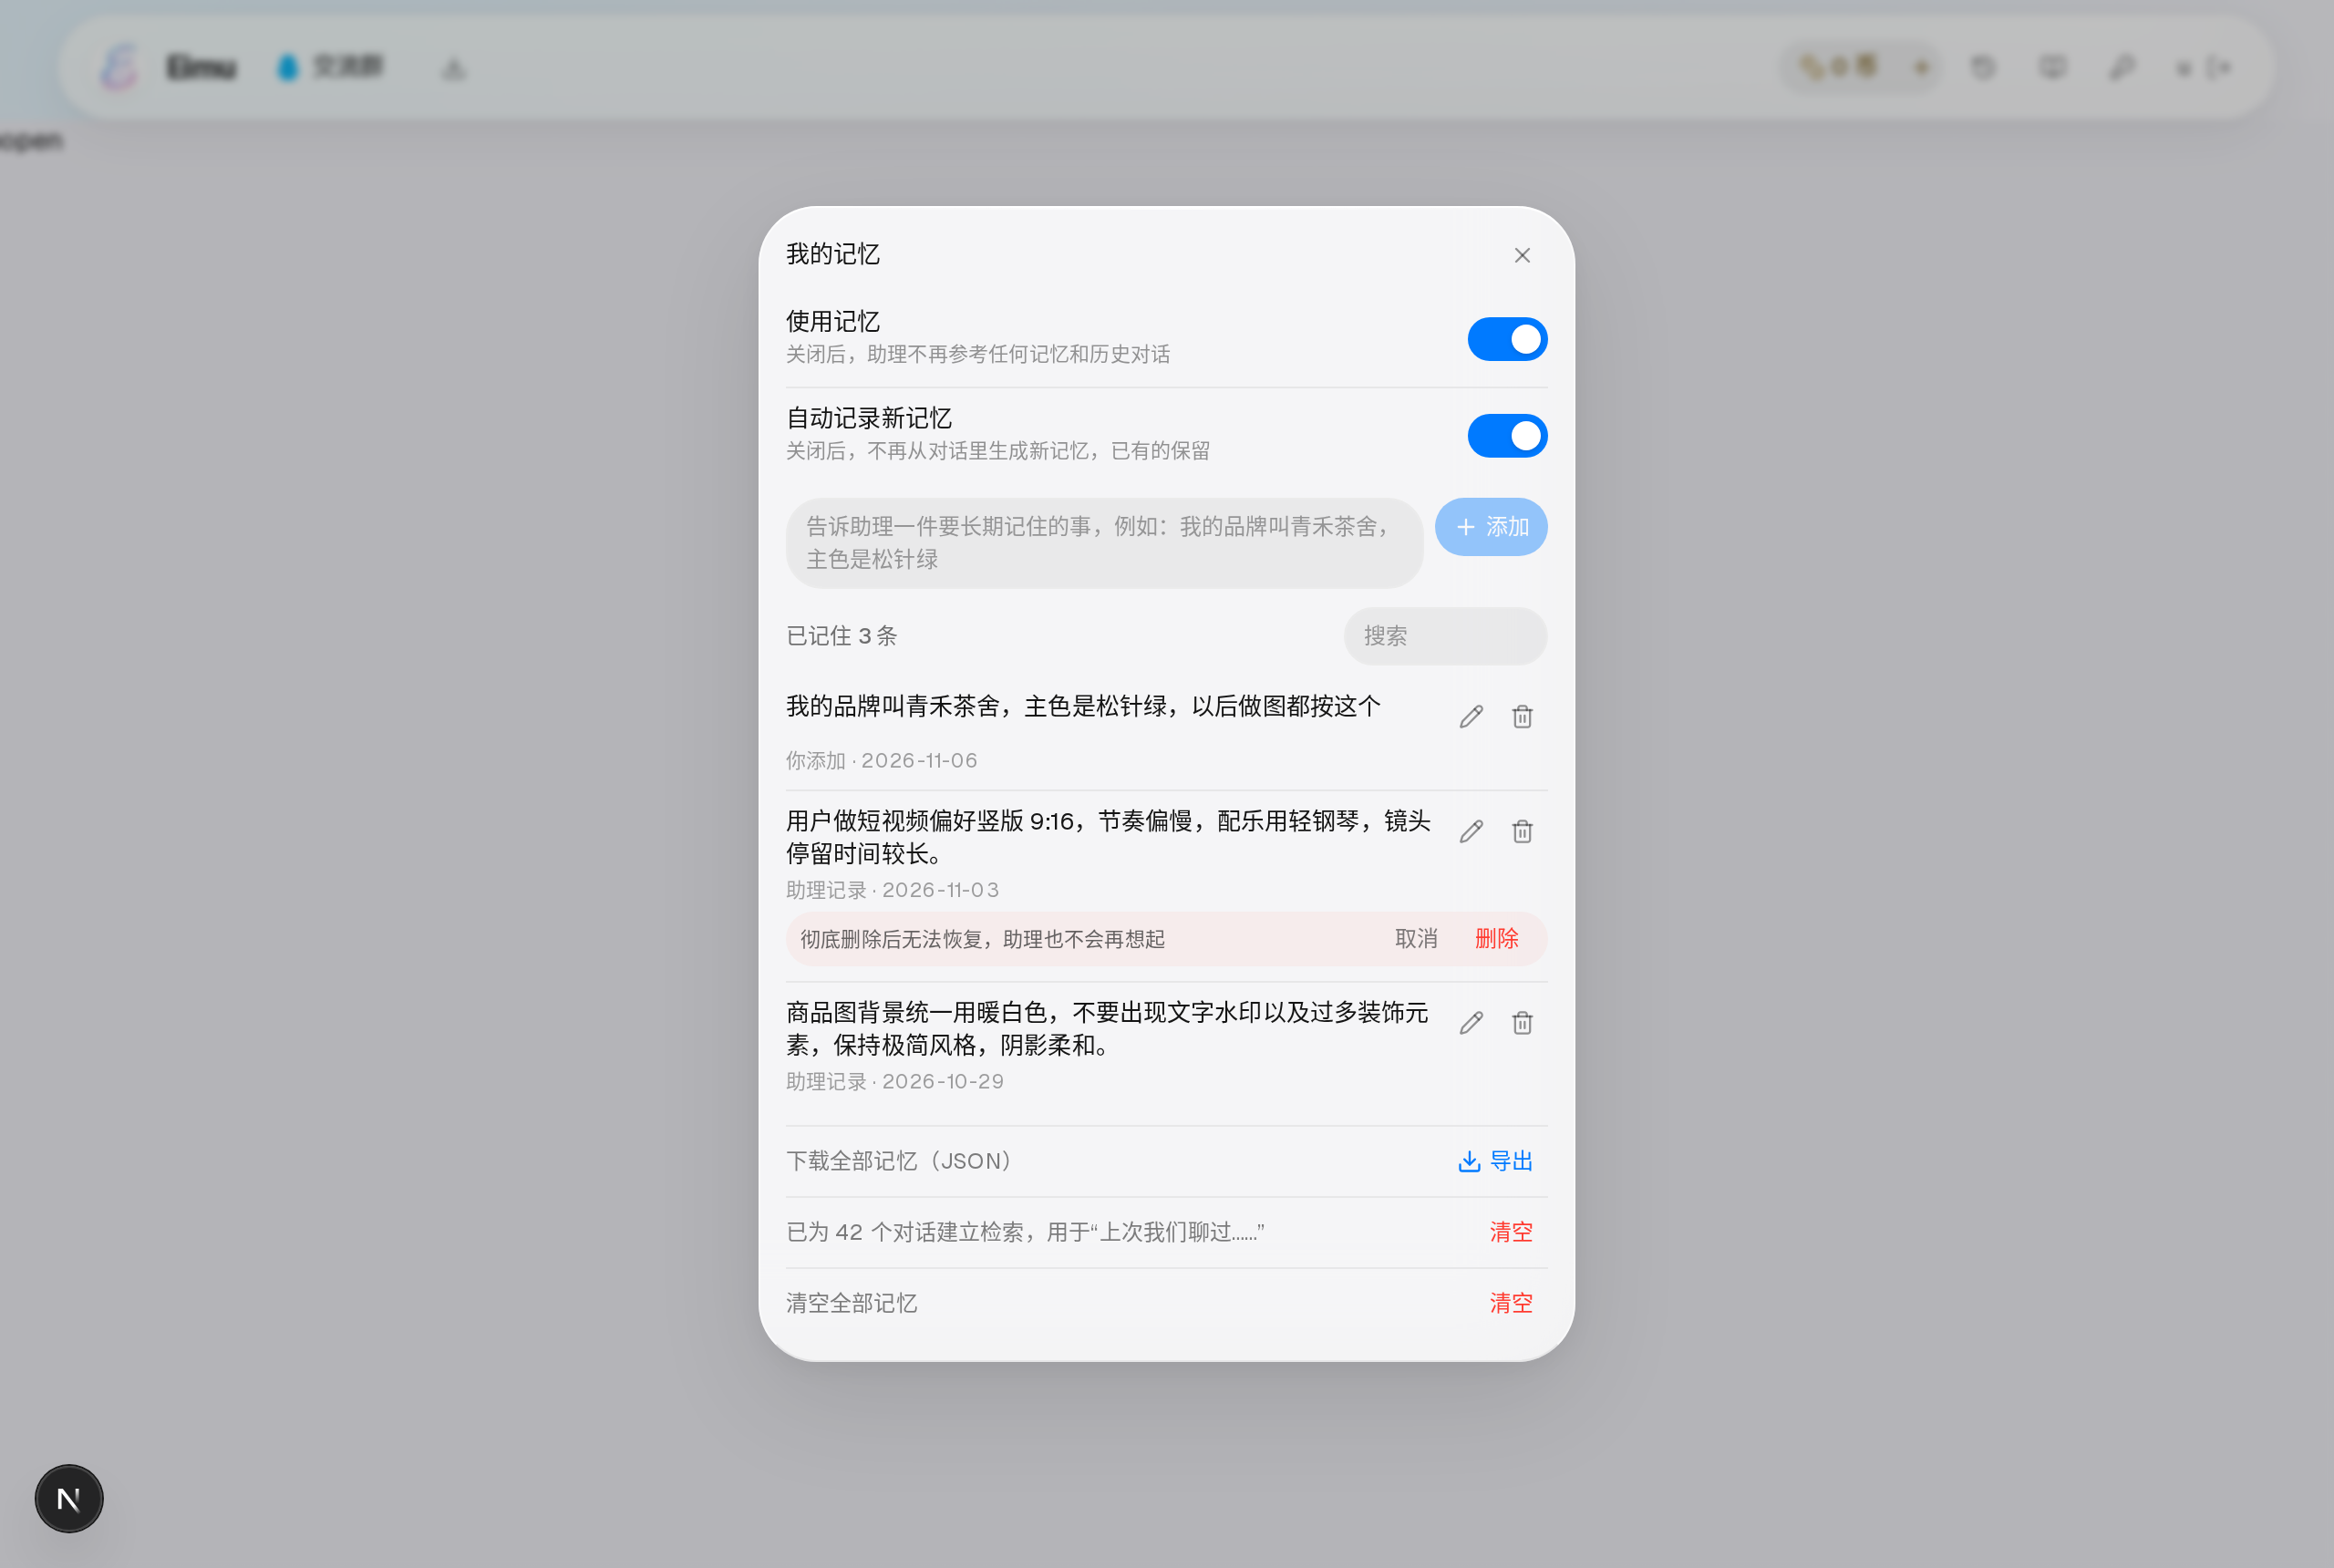 Eimu
交流群
0 币
open
我的记忆
使用记忆
关闭后，助理不再参考任何记忆和历史对话
自动记录新记忆
关闭后，不再从对话里生成新记忆，已有的保留
告诉助理一件要长期记住的事，例如：我的品牌叫青禾茶舍，
主色是松针绿
添加
已记住 3 条
搜索
我的品牌叫青禾茶舍，主色是松针绿，以后做图都按这个
你添加 · 2026-11-06
用户做短视频偏好竖版 9:16，节奏偏慢，配乐用轻钢琴，镜头
停留时间较长。
助理记录 · 2026-11-03
彻底删除后无法恢复，助理也不会再想起
取消
删除
商品图背景统一用暖白色，不要出现文字水印以及过多装饰元
素，保持极简风格，阴影柔和。
助理记录 · 2026-10-29
下载全部记忆（JSON）
导出
已为 42 个对话建立检索，用于“上次我们聊过……”
清空
清空全部记忆
清空
N